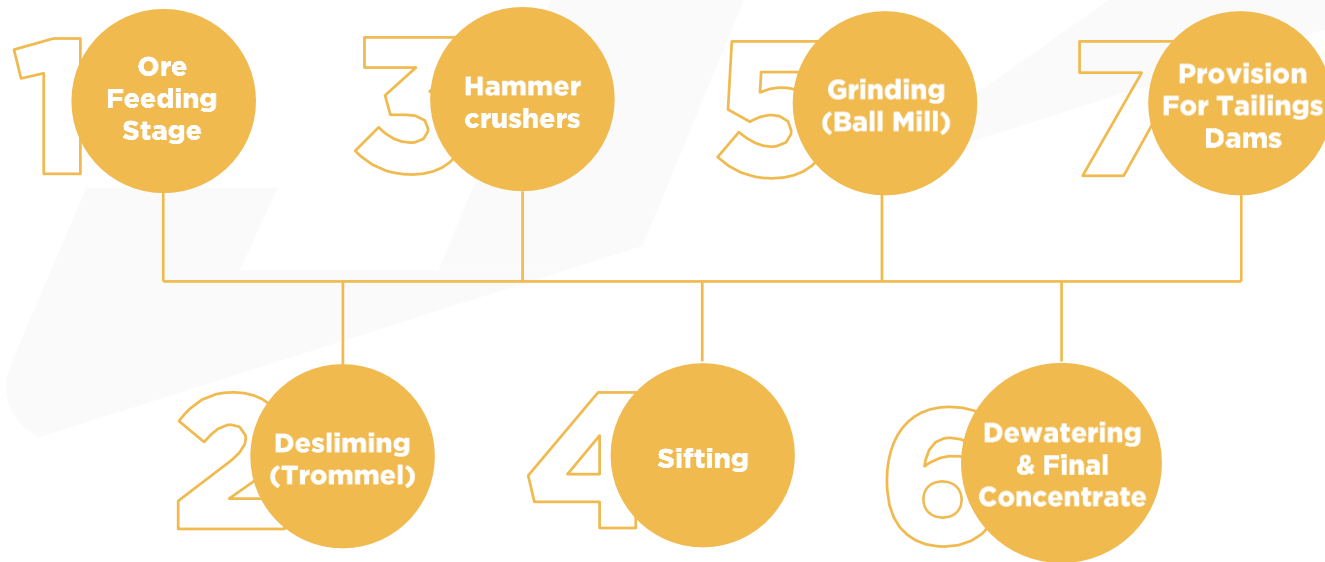 1
Ore
Feeding
Stage
2
Desliming
(Trommel)
3
Hammer
crushers
4
Sifting
5
Grinding
(Ball Mill)
6
Dewatering
& Final
Concentrate
7
Provision
For Tailings
Dams